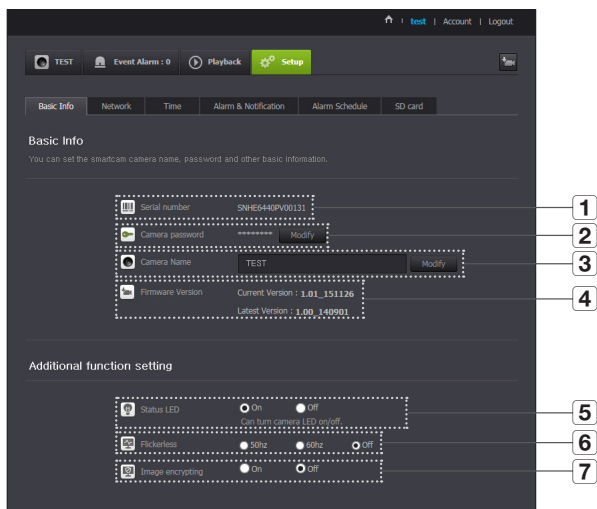 test | Account | Logout
TEST Event Alarm : 0 Playback Setup
Basic Info Network Time Alarm & Notification Alarm Schedule SD card
Basic Info
You can set the smartcam camera name, password and other basic information.
Serial number SNHE6440PV00131 1
Camera password ******** Modify 2
Camera Name TEST Modify 3
Firmware Version Current Version : 1.01_151126 4
Latest Version : 1.00_140901
Additional function setting
Status LED On Off 5
Can turn camera LED on/off.
Flickerless 50hz 60hz Off 6
Image encrypting On Off 7